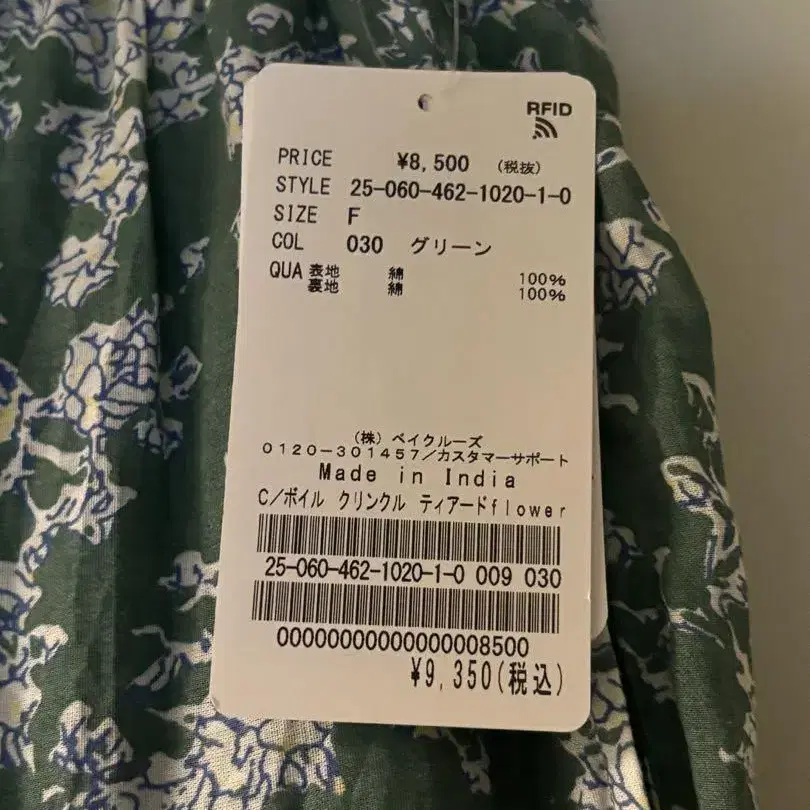 RFID
PRICE ¥8,500 (税抜)
STYLE 25-060-462-1020-1-0
SIZE F
COL 030 グリーン
QUA 表地 綿 100%
裏地 綿 100%
(株) ベイクルーズ
0120-301457/カスタマーサポート
Made in India
C/ボイル クリンクル ティアードflower
25-060-462-1020-1-0 009 030
00000000000000008500
¥9,350(税込)